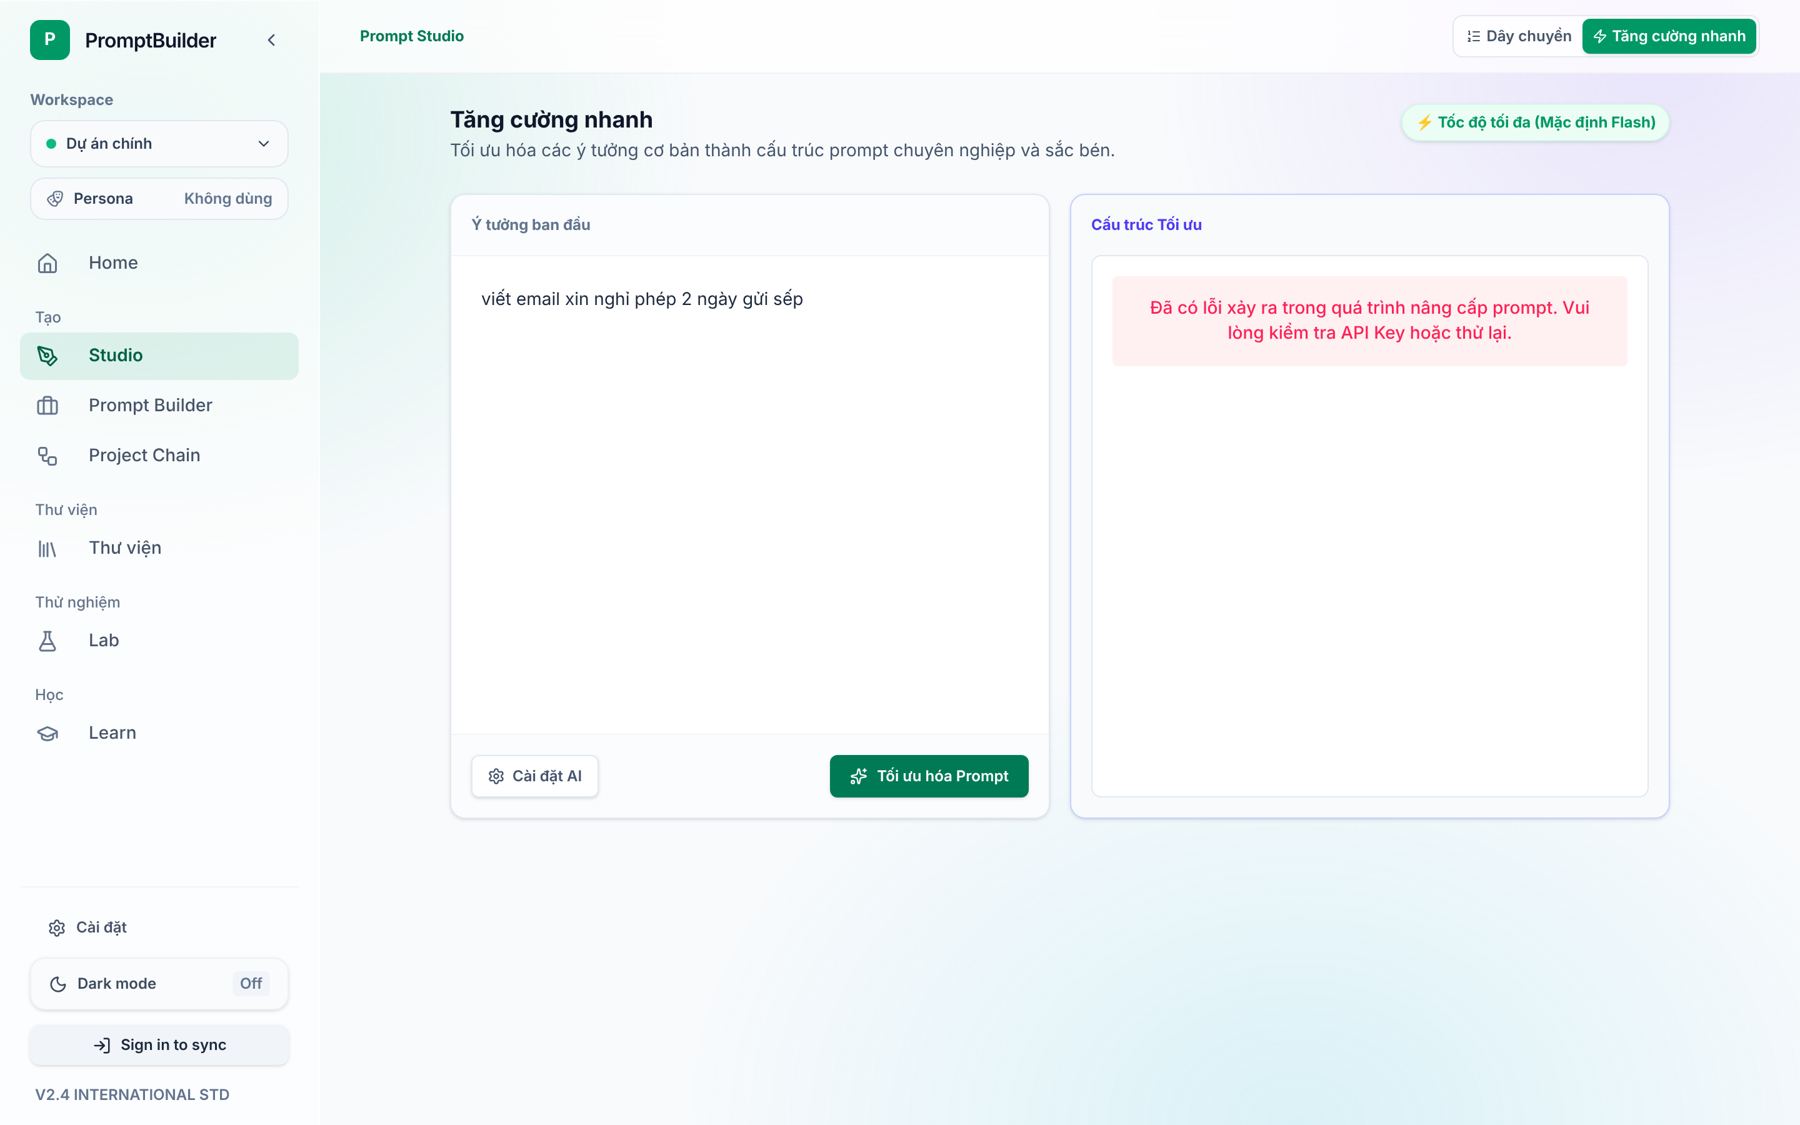 P
PromptBuilder
Workspace
Dự án chính
Persona
Không dùng
Home
Tạo
Studio
Prompt Builder
Project Chain
Thư viện
Thư viện
Thử nghiệm
Lab
Học
Learn
Cài đặt
Dark mode
Off
Sign in to sync
V2.4 INTERNATIONAL STD
Prompt Studio
Dây chuyền
Tăng cường nhanh
Tăng cường nhanh
Tối ưu hóa các ý tưởng cơ bản thành cấu trúc prompt chuyên nghiệp và sắc bén.
⚡ Tốc độ tối đa (Mặc định Flash)
Ý tưởng ban đầu
viết email xin nghỉ phép 2 ngày gửi sếp
Cài đặt AI
Tối ưu hóa Prompt
Cấu trúc Tối ưu
Đã có lỗi xảy ra trong quá trình nâng cấp prompt. Vui
lòng kiểm tra API Key hoặc thử lại.